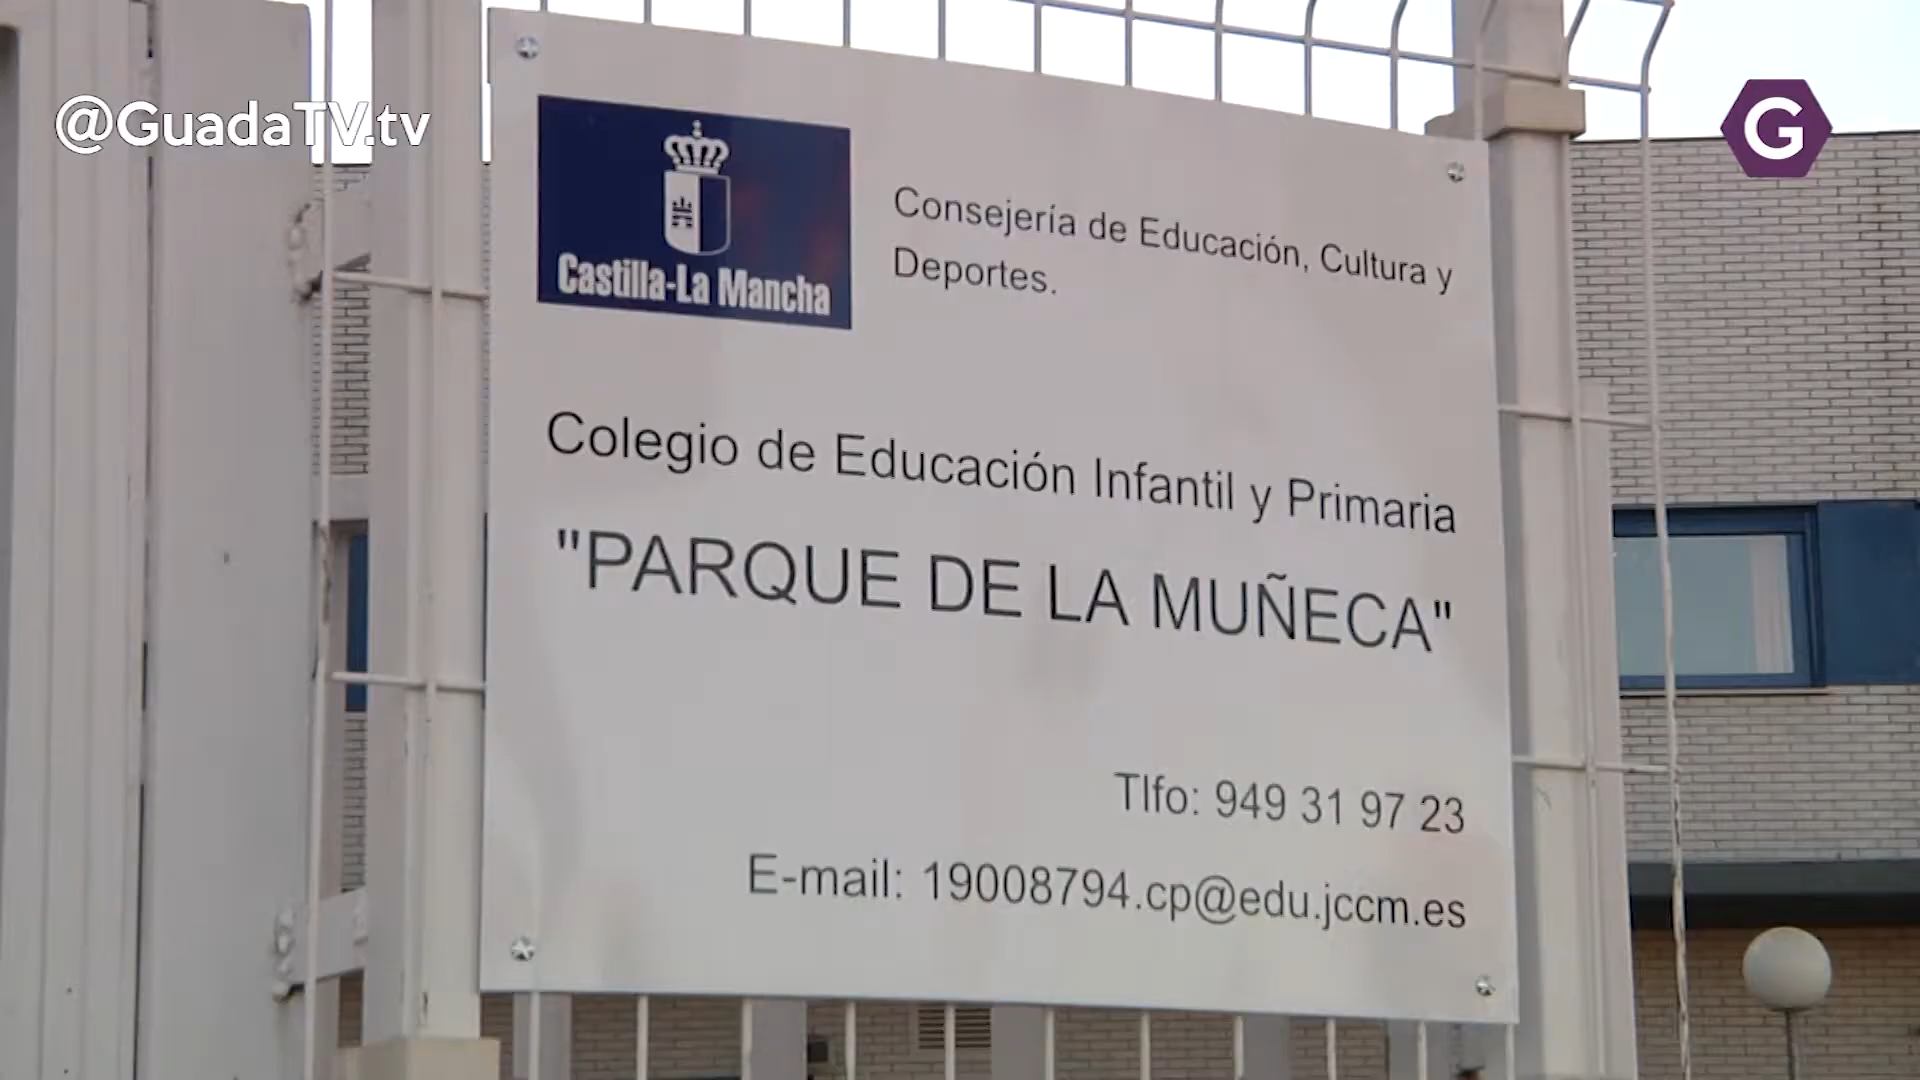 @GuadaTV.tv
G
Castilla-La Mancha
Consejería de Educación, Cultura y
Deportes.
Colegio de Educación Infantil y Primaria
"PARQUE DE LA MUÑECA"
Tlfo: 949 31 97 23
E-mail: 19008794.cp@edu.jccm.es